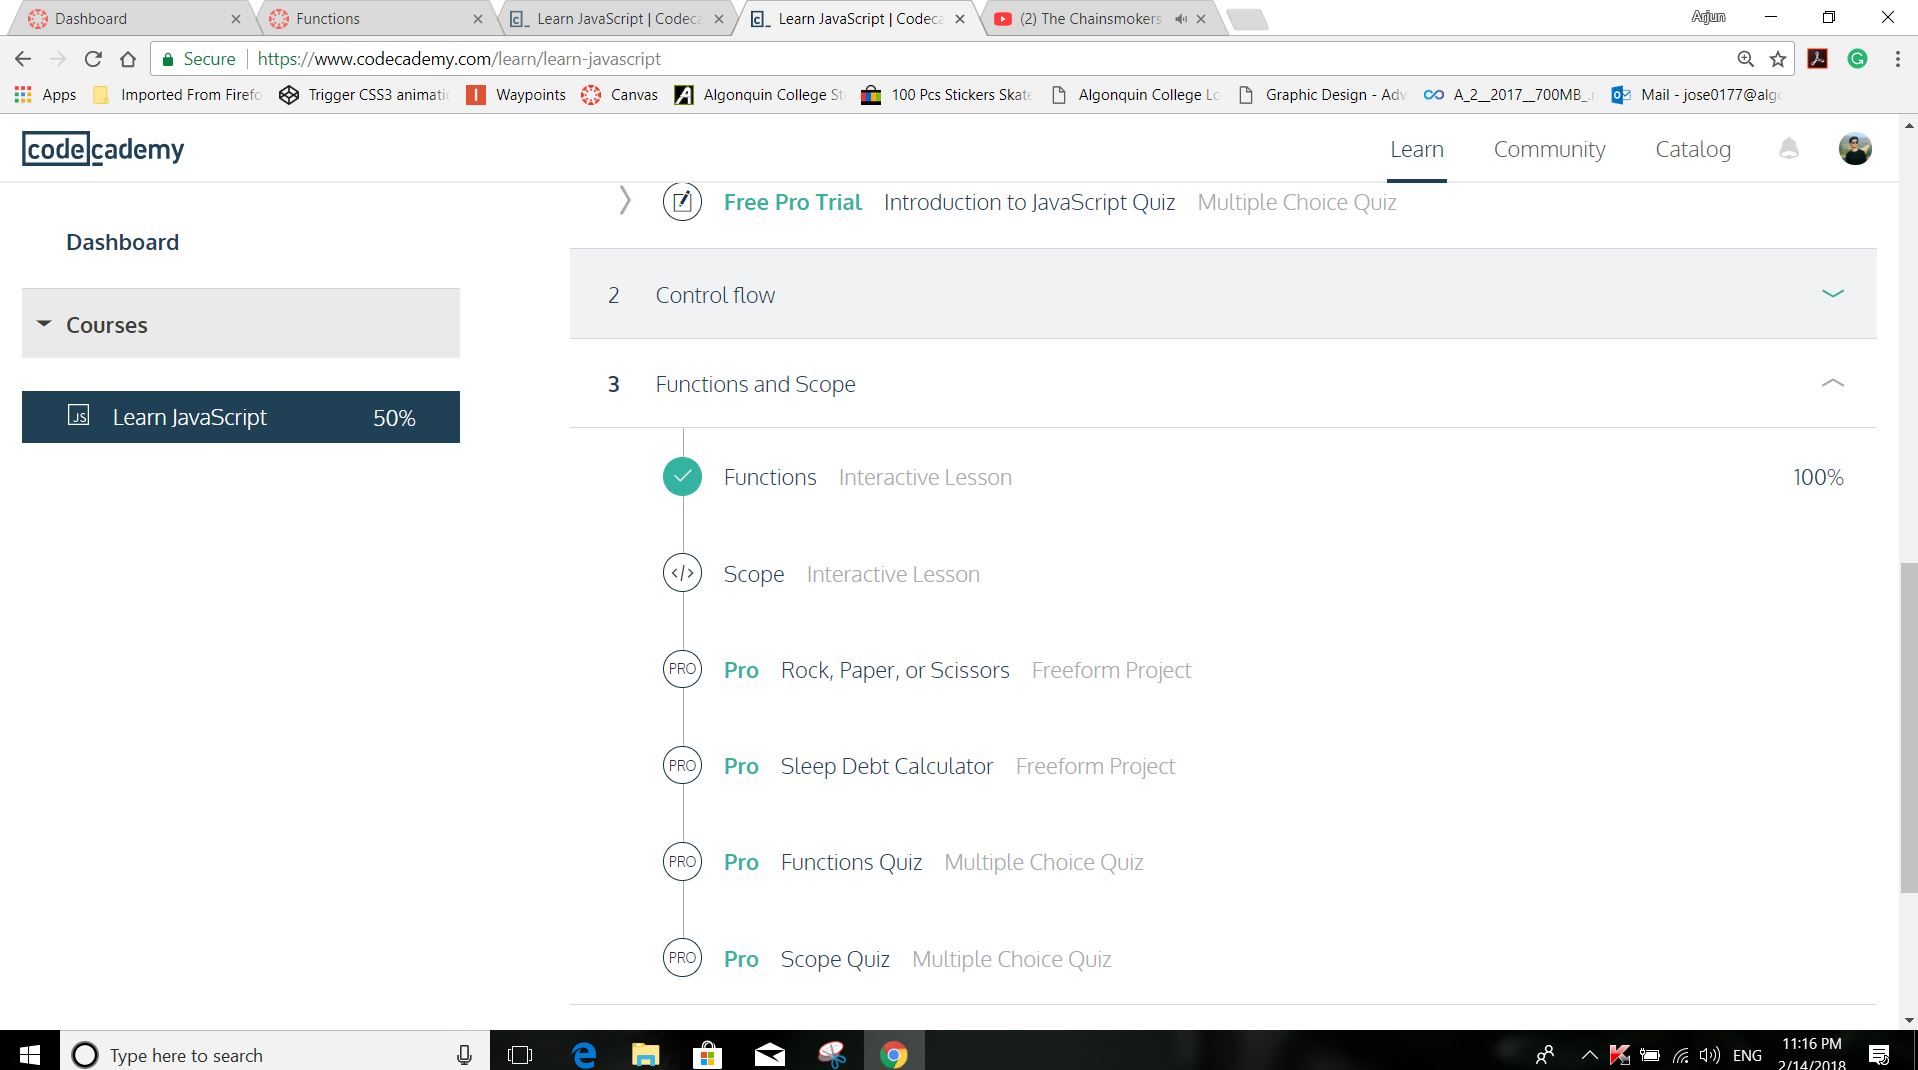 Dashboard
Functions
Learn JavaScript | Codeca
Learn JavaScript | Codeca
(2) The Chainsmokers
Arjun
Secure
https://www.codecademy.com/learn/learn-javascript
Apps
Imported From Firefo
Trigger CSS3 animatic
Waypoints
Canvas
Algonquin College St
100 Pcs Stickers Skate
Algonquin College Lo
Graphic Design - Adv
A_2__2017__700MB_.r
Mail - jose0177@algo
codecademy
Learn
Community
Catalog
Free Pro Trial Introduction to JavaScript Quiz Multiple Choice Quiz
Dashboard
Courses
JS Learn JavaScript 50%
2 Control flow
3 Functions and Scope
Functions Interactive Lesson 100%
</> Scope Interactive Lesson
PRO Pro Rock, Paper, or Scissors Freeform Project
PRO Pro Sleep Debt Calculator Freeform Project
PRO Pro Functions Quiz Multiple Choice Quiz
PRO Pro Scope Quiz Multiple Choice Quiz
Type here to search
ENG
11:16 PM
2/14/2018